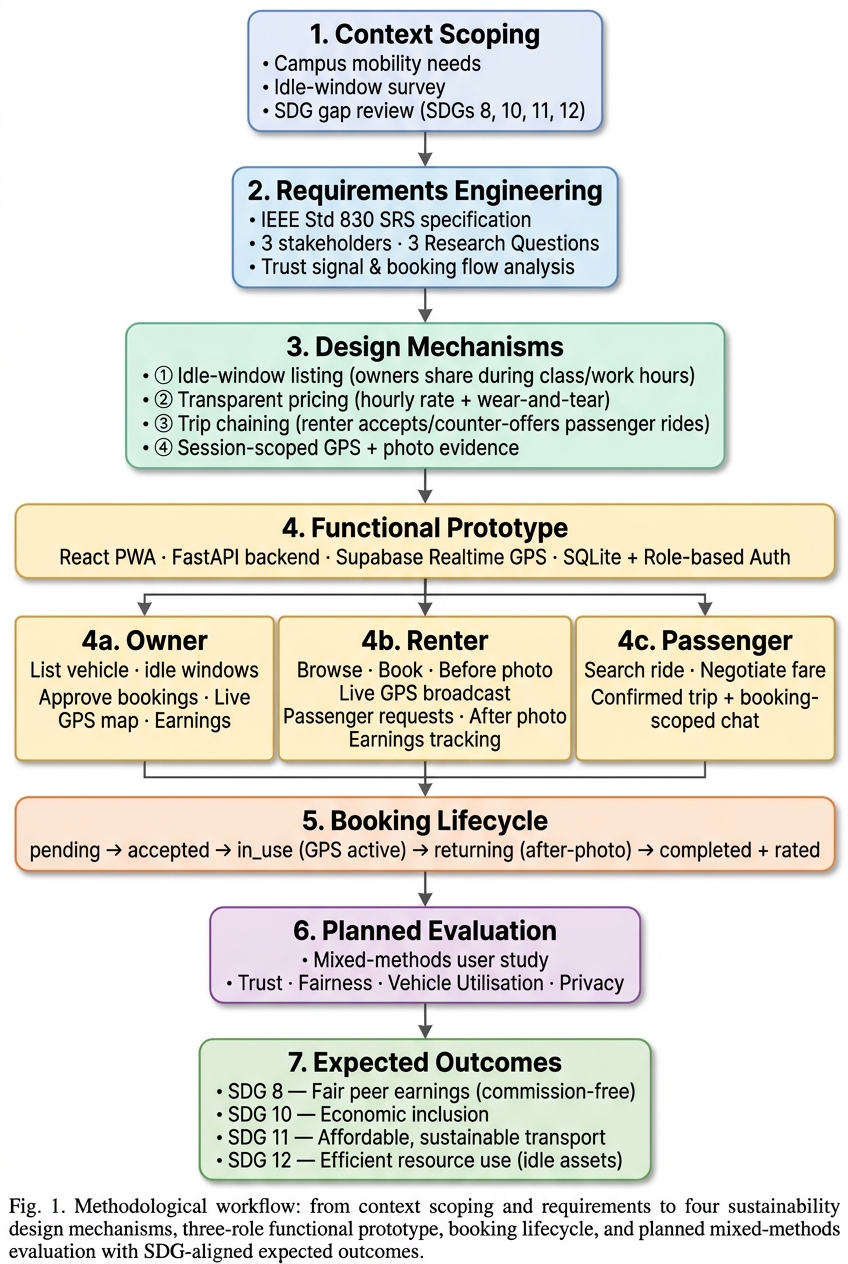 1. Context Scoping
• Campus mobility needs
• Idle-window survey
• SDG gap review (SDGs 8, 10, 11, 12)
2. Requirements Engineering
• IEEE Std 830 SRS specification
• 3 stakeholders · 3 Research Questions
• Trust signal & booking flow analysis
3. Design Mechanisms
• ① Idle-window listing (owners share during class/work hours)
• ② Transparent pricing (hourly rate + wear-and-tear)
• ③ Trip chaining (renter accepts/counter-offers passenger rides)
• ④ Session-scoped GPS + photo evidence
4. Functional Prototype
React PWA · FastAPI backend · Supabase Realtime GPS · SQLite + Role-based Auth
4a. Owner
List vehicle · idle windows
Approve bookings · Live
GPS map · Earnings
4b. Renter
Browse · Book · Before photo
Live GPS broadcast
Passenger requests · After photo
Earnings tracking
4c. Passenger
Search ride · Negotiate fare
Confirmed trip + booking-
scoped chat
5. Booking Lifecycle
pending → accepted → in_use (GPS active) → returning (after-photo) → completed + rated
6. Planned Evaluation
• Mixed-methods user study
• Trust · Fairness · Vehicle Utilisation · Privacy
7. Expected Outcomes
• SDG 8 — Fair peer earnings (commission-free)
• SDG 10 — Economic inclusion
• SDG 11 — Affordable, sustainable transport
• SDG 12 — Efficient resource use (idle assets)
Fig. 1. Methodological workflow: from context scoping and requirements to four sustainability
design mechanisms, three-role functional prototype, booking lifecycle, and planned mixed-methods
evaluation with SDG-aligned expected outcomes.